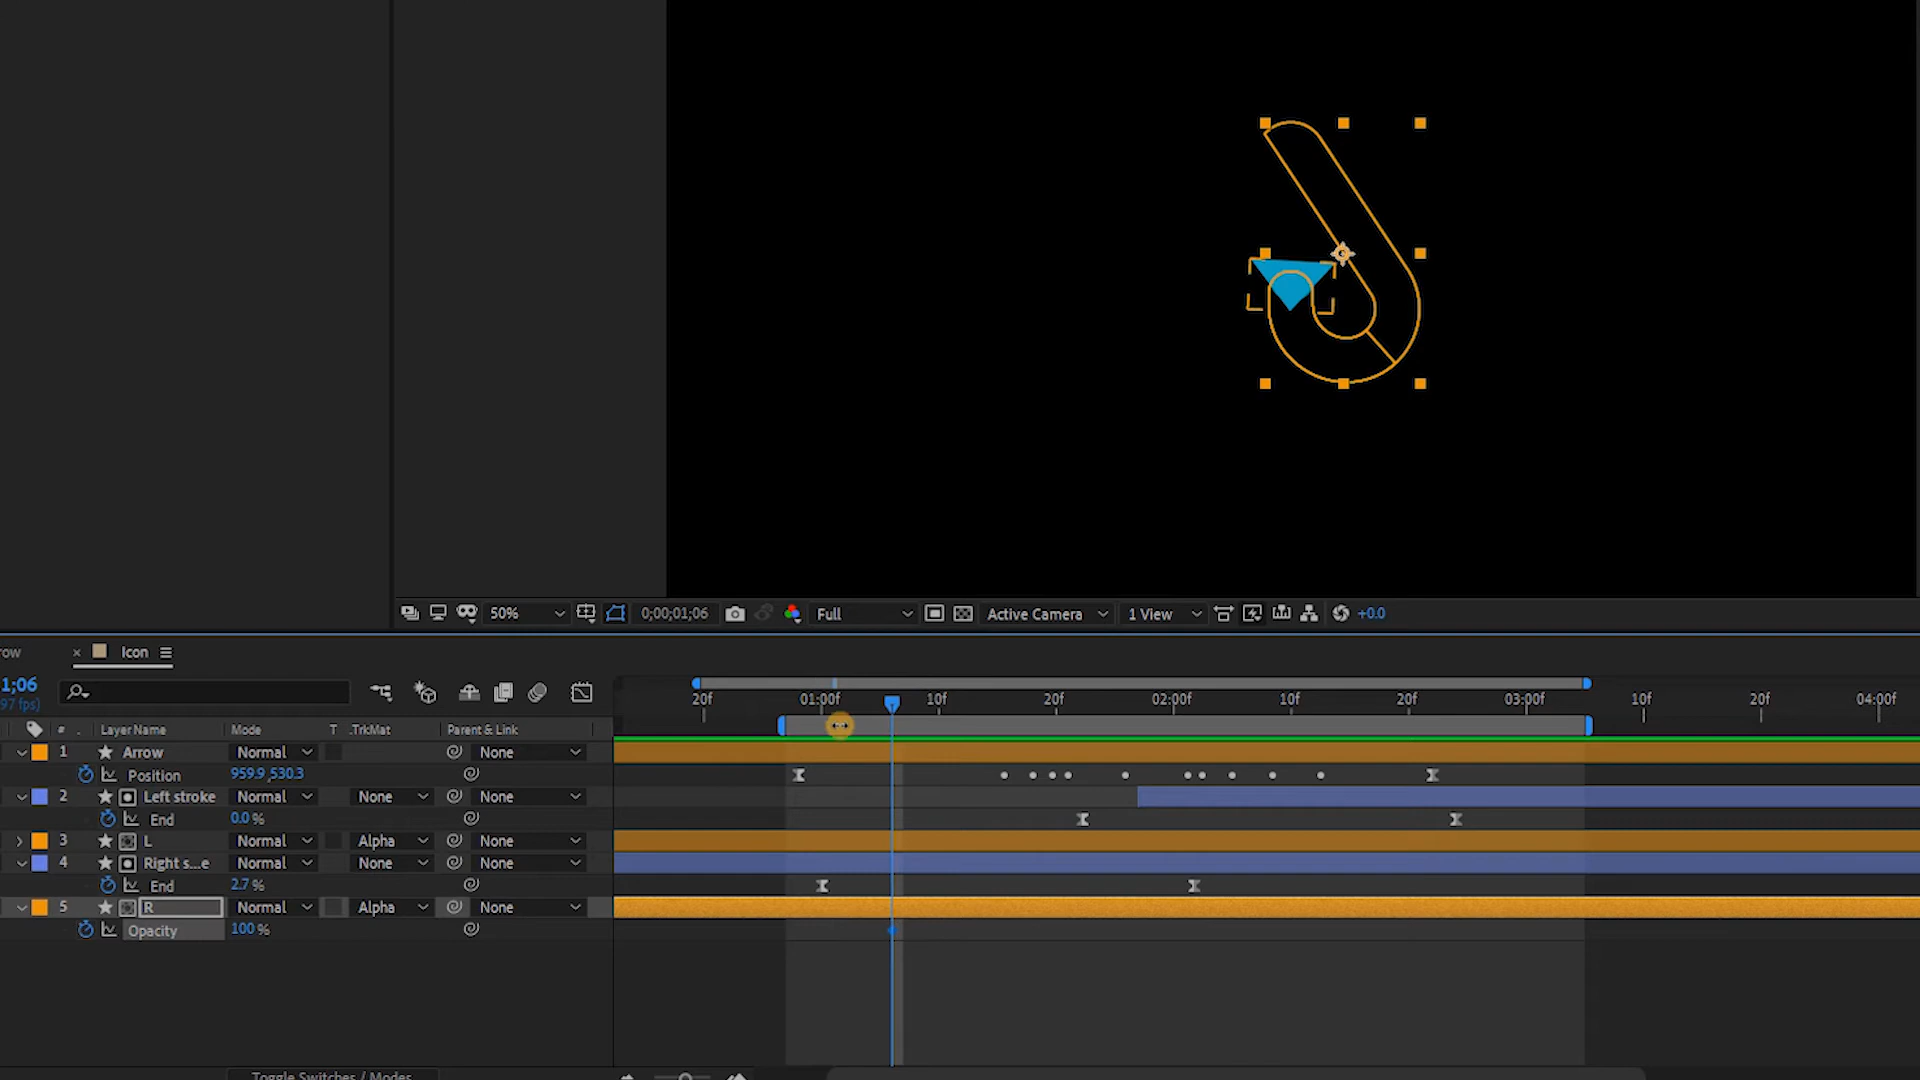 50%
0;00;01;06
Full
Active Camera
1 View
+0.0
row
× Icon
1;06
97 fps)
20f 01:00f 10f 20f 02:00f 10f 20f 03:00f 10f 20f 04:00f
# . Layer Name Mode T .TrkMat Parent & Link
1 Arrow Normal None
Position 959.9,530.3
2 Left stroke Normal None None
End 0.0 %
3 L Normal Alpha None
4 Right s...e Normal None None
End 2.7 %
5 R Normal Alpha None
Opacity 100 %
Toggle Switches / Modes